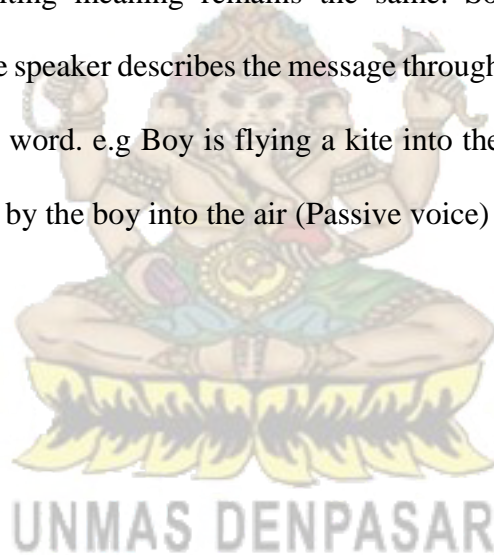 meaning remains the same.
e speaker describes the message through
word. e.g Boy is flying a kite into the
by the boy into the air (Passive voice)
UNMAS DENPASAR